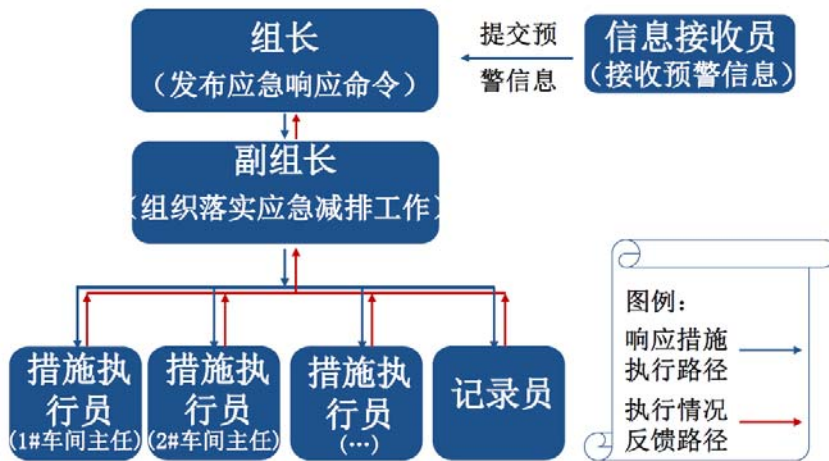 组长
（发布应急响应命令）
提交预
警信息
信息接收员
（接收预警信息）
副组长
（组织落实应急减排工作）
措施执
行员
(1#车间主任)
措施执
行员
(2#车间主任)
措施执
行员
(…)
记录员
图例：
响应措施
执行路径
执行情况
反馈路径